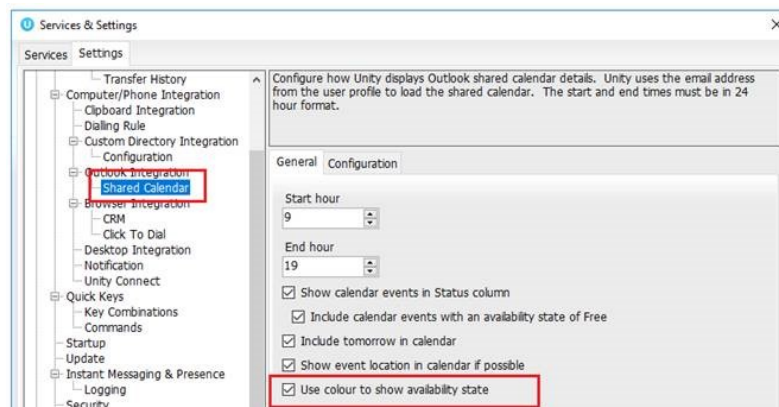 Services & Settings
Services Settings
Transfer History
Computer/Phone Integration
Clipboard Integration
Dialing Rule
Custom Directory Integration
Configuration
Outlook Integration
Shared Calendar
Browser Integration
CRM
Click To Dial
Desktop Integration
Notification
Unity Connect
Quick Keys
Key Combinations
Commands
Startup
Update
Instant Messaging & Presence
Logging
Security
Configure how Unity displays Outlook shared calendar details. Unity uses the email address
from the user profile to load the shared calendar. The start and end times must be in 24
hour format.
General Configuration
Start hour
9
End hour
19
Show calendar events in Status column
Include calendar events with an availability state of Free
Include tomorrow in calendar
Show event location in calendar if possible
Use colour to show availability state